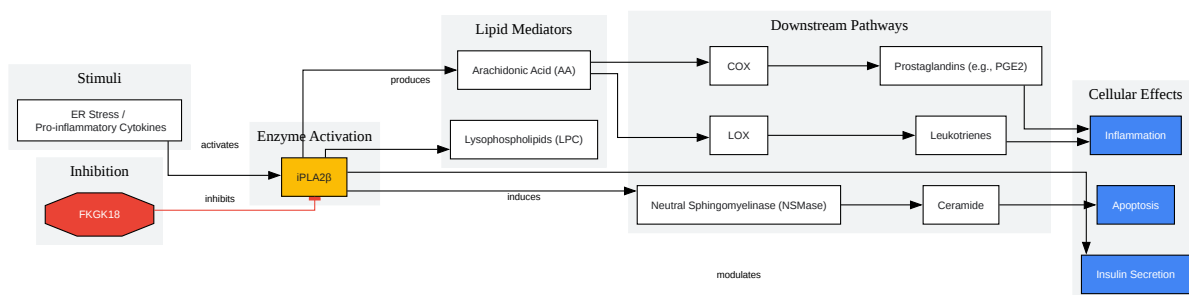 Stimuli
ER Stress /
Pro-inflammatory Cytokines
Inhibition
FKGK18
activates
inhibits
Enzyme Activation
iPLA2β
Lipid Mediators
produces
Arachidonic Acid (AA)
Lysophospholipids (LPC)
induces
Downstream Pathways
COX
Prostaglandins (e.g., PGE2)
LOX
Leukotrienes
Neutral Sphingomyelinase (NSMase)
Ceramide
modulates
Cellular Effects
Inflammation
Apoptosis
Insulin Secretion